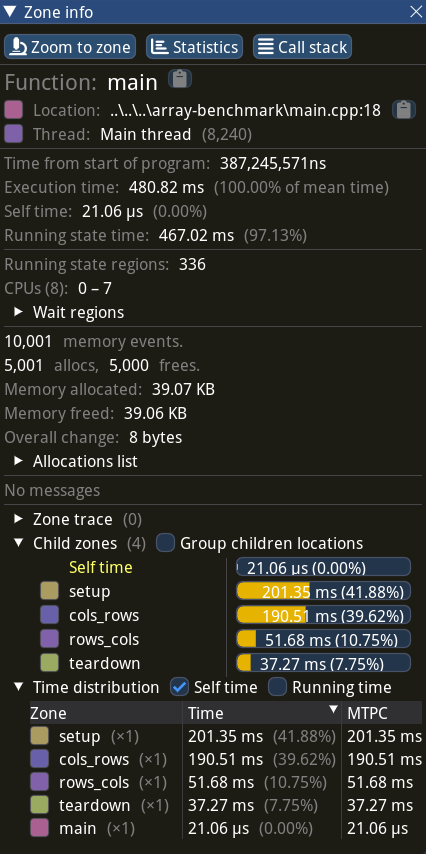 Zone info
Zoom to zone Statistics Call stack
Function: main
Location: ..\..\..\array-benchmark\main.cpp:18
Thread: Main thread (8,240)
Time from start of program: 387,245,571ns
Execution time: 480.82 ms (100.00% of mean time)
Self time: 21.06 µs (0.00%)
Running state time: 467.02 ms (97.13%)
Running state regions: 336
CPUs (8): 0 – 7
Wait regions
10,001 memory events.
5,001 allocs, 5,000 frees.
Memory allocated: 39.07 KB
Memory freed: 39.06 KB
Overall change: 8 bytes
Allocations list
No messages
Zone trace (0)
Child zones (4) Group children locations
Self time 21.06 µs (0.00%)
setup 201.35 ms (41.88%)
cols_rows 190.51 ms (39.62%)
rows_cols 51.68 ms (10.75%)
teardown 37.27 ms (7.75%)
Time distribution Self time Running time
Zone Time MTPC
setup (×1) 201.35 ms (41.88%) 201.35 ms
cols_rows (×1) 190.51 ms (39.62%) 190.51 ms
rows_cols (×1) 51.68 ms (10.75%) 51.68 ms
teardown (×1) 37.27 ms (7.75%) 37.27 ms
main (×1) 21.06 µs (0.00%) 21.06 µs